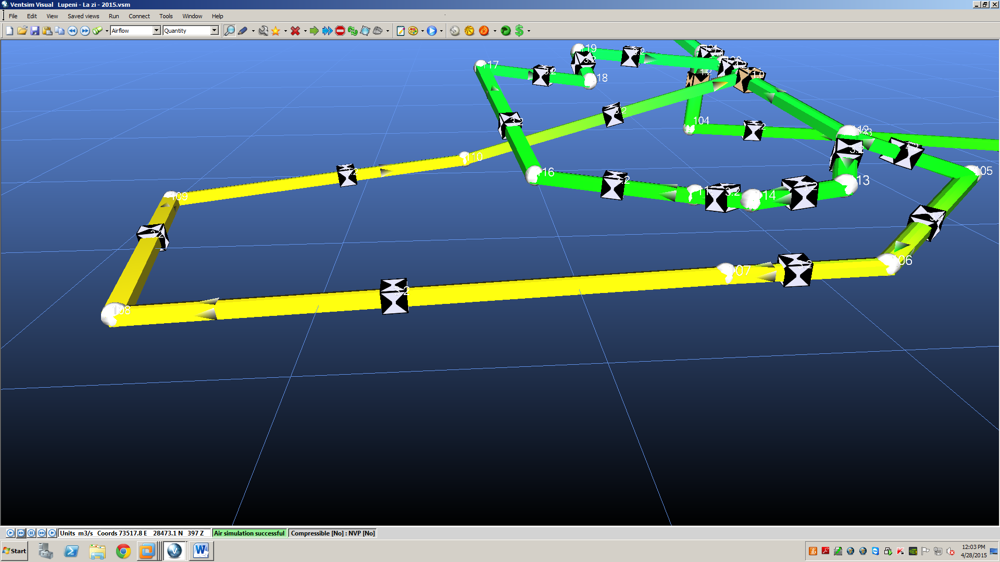 Ventsim Visual Lupeni - La zi - 2015.vsm
File Edit View Saved views Run Connect Tools Window Help
Airflow Quantity
119
117
18
104
110
16
14
13
105
109
06
07
108
Units m3/s Coords 73517.8 E 28473.1 N 397 Z Air simulation successful Compressible [No] : NVP [No]
Start
12:03 PM
4/28/2015